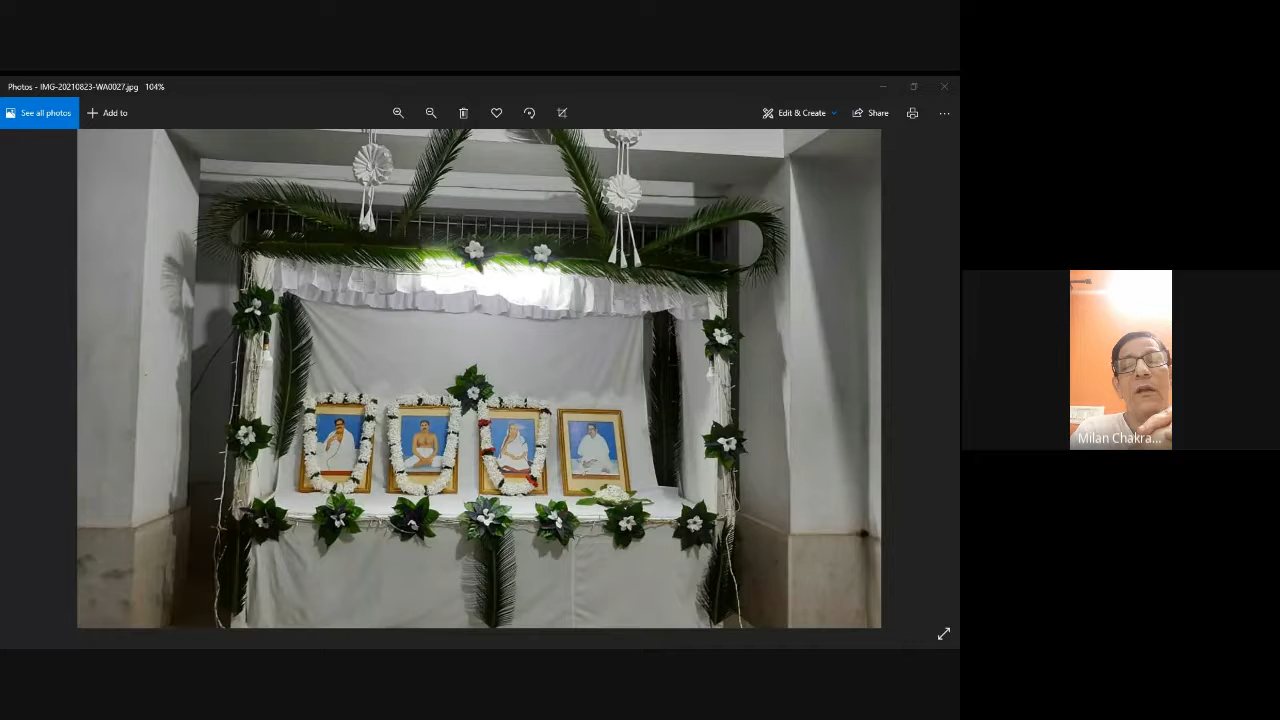 Photos - IMG-20210823-WA0027.jpg 104%
See all photos
Add to
Edit & Create
Share
Milan Chakra...